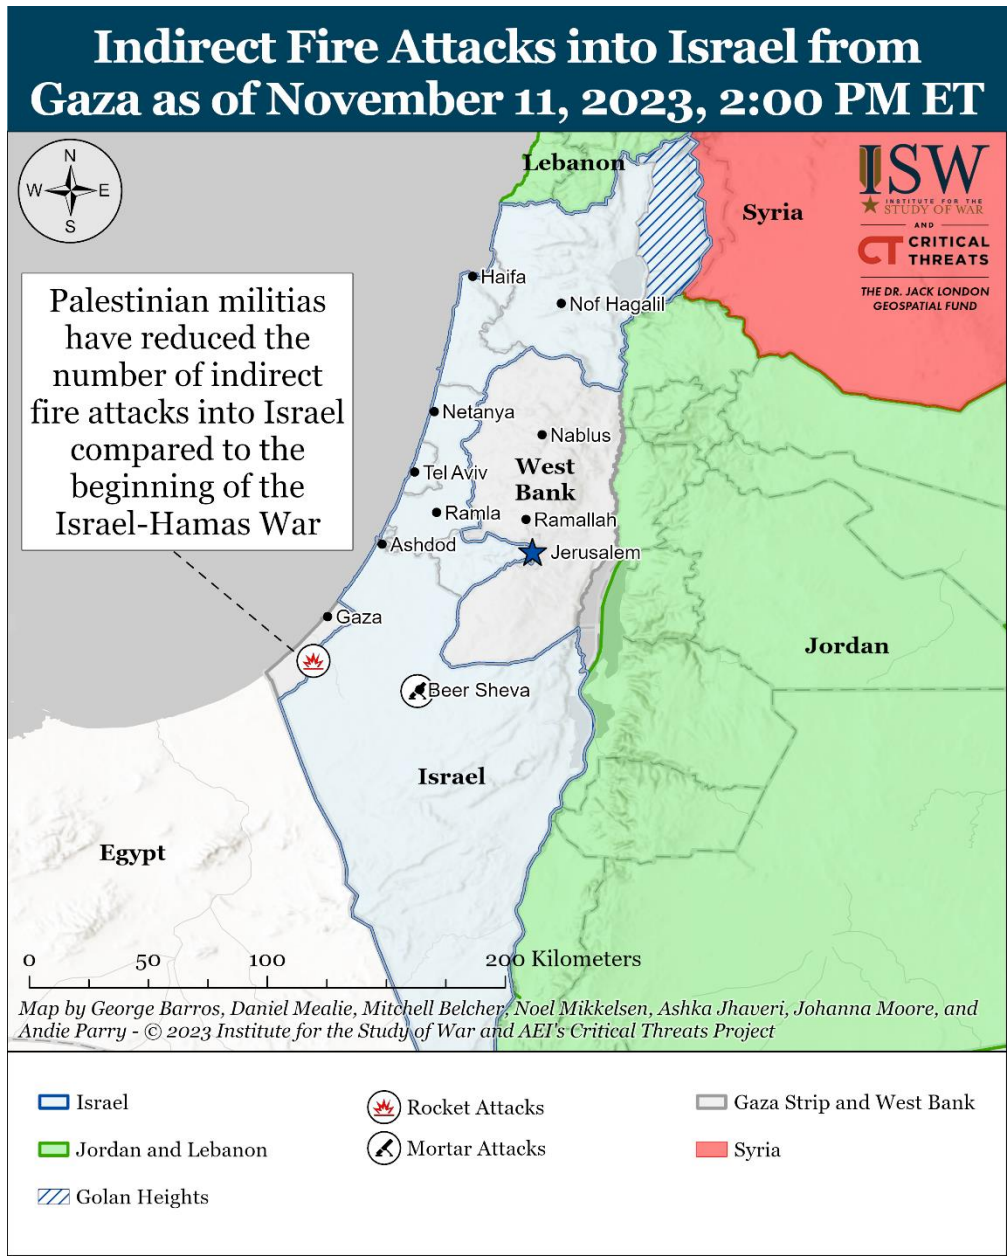 Indirect Fire Attacks into Israel from
Gaza as of November 11, 2023, 2:00 PM ET
N
W
E
S
Lebanon
Syria
ISW
INSTITUTE FOR THE
STUDY OF WAR
AND
CT CRITICAL
THREATS
THE DR. JACK LONDON
GEOSPATIAL FUND
Palestinian militias
have reduced the
number of indirect
fire attacks into Israel
compared to the
beginning of the
Israel-Hamas War
Haifa
Nof Hagalil
Netanya
Nablus
West
Bank
Tel Aviv
Ramla
Ramallah
Ashdod
Jerusalem
Gaza
Jordan
Beer Sheva
Israel
Egypt
0 50 100 200 Kilometers
Map by George Barros, Daniel Mealie, Mitchell Belcher, Noel Mikkelsen, Ashka Jhaveri, Johanna Moore, and
Andie Parry - © 2023 Institute for the Study of War and AEI's Critical Threats Project
Israel
Jordan and Lebanon
Golan Heights
Rocket Attacks
Mortar Attacks
Gaza Strip and West Bank
Syria